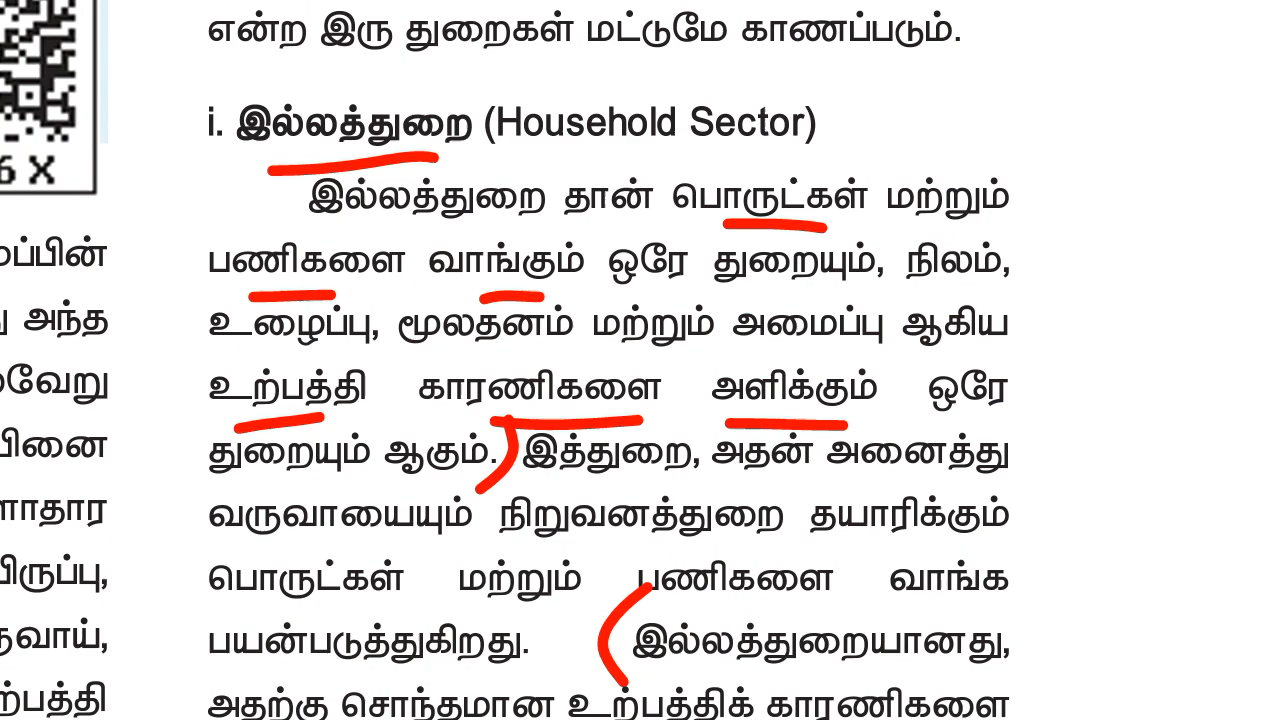 6 X
அந்த
என்ற இரு துறைகள் மட்டுமே காணப்படும்.
i. இல்லத்துறை (Household Sector)
இல்லத்துறை தான் பொருட்கள் மற்றும்
பணிகளை வாங்கும் ஒரே துறையும், நிலம்,
உழைப்பு, மூலதனம் மற்றும் அமைப்பு ஆகிய
உற்பத்தி காரணிகளை அளிக்கும் ஒரே
துறையும் ஆகும். இத்துறை, அதன் அனைத்து
வருவாயையும் நிறுவனத்துறை தயாரிக்கும்
பொருட்கள் மற்றும் பணிகளை வாங்க
பயன்படுத்துகிறது. இல்லத்துறையானது,
அதற்கு சொந்தமான உற்பத்திக் காரணிகளை